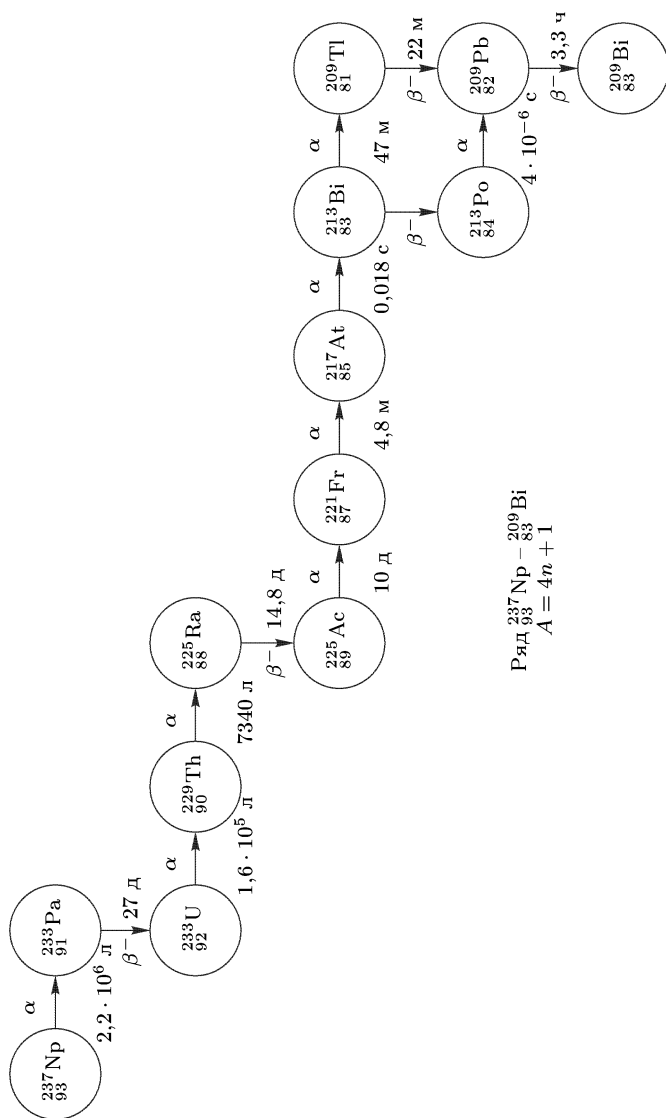 ²³⁷₉₃Np
α
2,2 · 10⁶ л
²³³₉₁Pa
β⁻
27 д
²³³₉₂U
α
1,6 · 10⁵ л
²²⁹₉₀Th
α
7340 л
²²⁵₈₈Ra
β⁻
14,8 д
²²⁵₈₉Ac
α
10 д
²²¹₈₇Fr
α
4,8 м
²¹⁷₈₅At
α
0,018 с
²¹³₈₃Bi
α
47 м
β⁻
²⁰⁹₈₁Tl
β⁻
22 м
²¹³₈₄Po
α
4 · 10⁻⁶ с
²⁰⁹₈₂Pb
β⁻
3,3 ч
²⁰⁹₈₃Bi
Ряд ²³⁷₉₃Np – ²⁰⁹₈₃Bi
A = 4n + 1